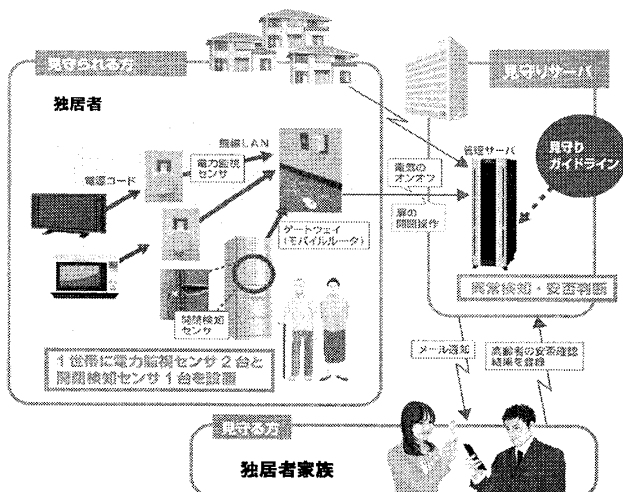 見守られる方
独居者
無線LAN
電力監視
センサ
電源コード
ゲートウェイ
(モバイルルータ)
開閉検知
センサ
1世帯に電力監視センサ2台と
開閉検知センサ1台を設置
見守りサーバ
管理サーバ
見守り
ガイドライン
電気の
オンオフ
扉の
開閉操作
異常検知・安否判断
メール通知
高齢者の安否確認
結果を登録
見守る方
独居者家族